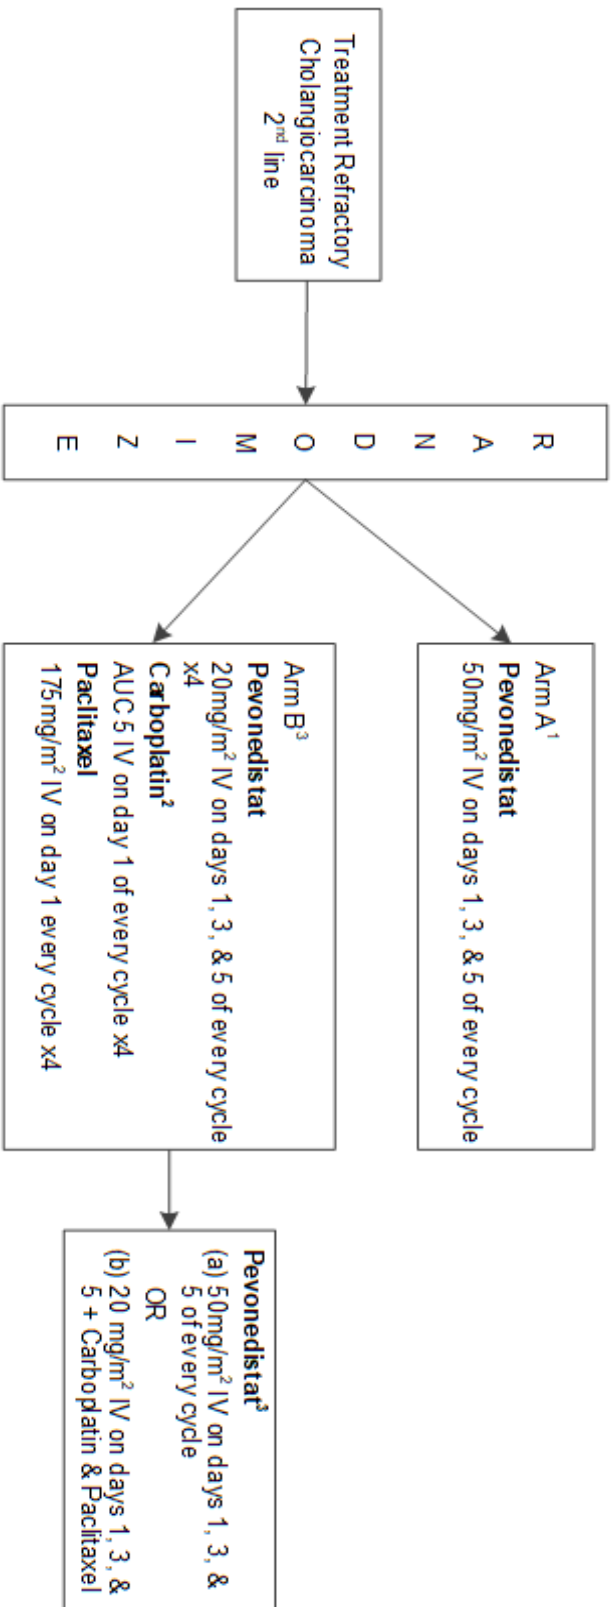 Treatment Refractory
Cholangiocarcinoma
2nd line
R
A
N
D
O
M
I
Z
E
Arm A1
Pevonedistat
50mg/m2 IV on days 1, 3, & 5 of every cycle
Arm B3
Pevonedistat
20mg/m2 IV on days 1, 3, & 5 of every cycle
x4
Carboplatin2
AUC 5 IV on day 1 of every cycle x4
Paclitaxel
175mg/m2 IV on day 1 every cycle x4
Pevonedistat3
(a) 50mg/m2 IV on days 1, 3, &
5 of every cycle
OR
(b) 20 mg/m2 IV on days 1, 3, &
5 + Carboplatin & Paclitaxel